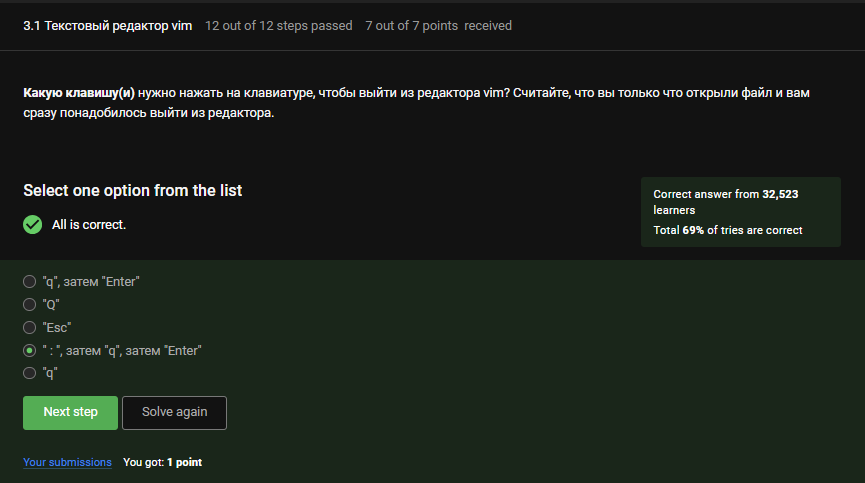 3.1 Текстовый редактор vim 12 out of 12 steps passed 7 out of 7 points received
Какую клавишу(и) нужно нажать на клавиатуре, чтобы выйти из редактора vim? Считайте, что вы только что открыли файл и вам
сразу понадобилось выйти из редактора.
Select one option from the list
All is correct.
Correct answer from 32,523
learners
Total 69% of tries are correct
"q", затем "Enter"
"Q"
"Esc"
" : ", затем "q", затем "Enter"
"q"
Next step Solve again
Your submissions You got: 1 point